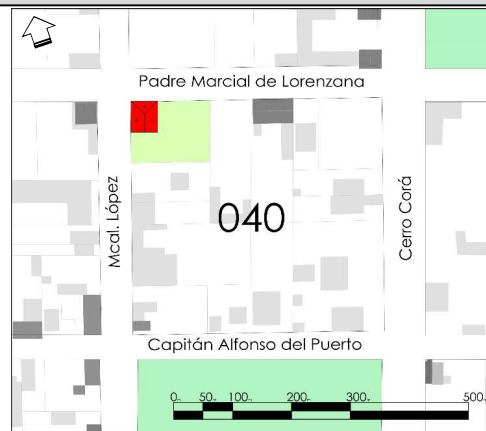 Padre Marcial de Lorenzana
Mcal. López
040
Cerro Corá
Capitán Alfonso del Puerto
0 50 100 200 300 500